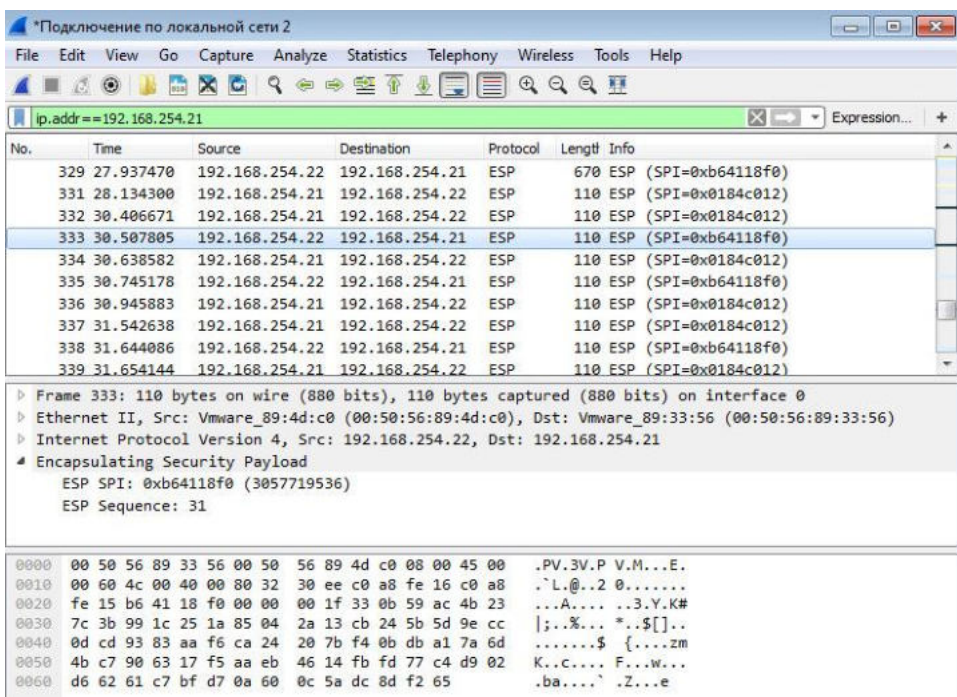 *Подключение по локальной сети 2
File Edit View Go Capture Analyze Statistics Telephony Wireless Tools Help
ip.addr==192.168.254.21 Expression... +
No. Time Source Destination Protocol Lengtl Info
329 27.937470 192.168.254.22 192.168.254.21 ESP 670 ESP (SPI=0xb64118f0)
331 28.134300 192.168.254.21 192.168.254.22 ESP 110 ESP (SPI=0x0184c012)
332 30.406671 192.168.254.21 192.168.254.22 ESP 110 ESP (SPI=0x0184c012)
333 30.507805 192.168.254.22 192.168.254.21 ESP 110 ESP (SPI=0xb64118f0)
334 30.638582 192.168.254.21 192.168.254.22 ESP 110 ESP (SPI=0x0184c012)
335 30.745178 192.168.254.22 192.168.254.21 ESP 110 ESP (SPI=0xb64118f0)
336 30.945883 192.168.254.21 192.168.254.22 ESP 110 ESP (SPI=0x0184c012)
337 31.542638 192.168.254.21 192.168.254.22 ESP 110 ESP (SPI=0x0184c012)
338 31.644086 192.168.254.22 192.168.254.21 ESP 110 ESP (SPI=0xb64118f0)
339 31.654144 192.168.254.21 192.168.254.22 ESP 110 ESP (SPI=0x0184c012)
Frame 333: 110 bytes on wire (880 bits), 110 bytes captured (880 bits) on interface 0
Ethernet II, Src: Vmware_89:4d:c0 (00:50:56:89:4d:c0), Dst: Vmware_89:33:56 (00:50:56:89:33:56)
Internet Protocol Version 4, Src: 192.168.254.22, Dst: 192.168.254.21
Encapsulating Security Payload
ESP SPI: 0xb64118f0 (3057719536)
ESP Sequence: 31
0000 00 50 56 89 33 56 00 50 56 89 4d c0 08 00 45 00 .PV.3V.P V.M...E.
0010 00 60 4c 00 40 00 80 32 30 ee c0 a8 fe 16 c0 a8 .`L.@..2 0.......
0020 fe 15 b6 41 18 f0 00 00 00 1f 33 0b 59 ac 4b 23 ...A.... ..3.Y.K#
0030 7c 3b 99 1c 25 1a 85 04 2a 13 cb 24 5b 5d 9e cc |;..%... *..$[]..
0040 0d cd 93 83 aa f6 ca 24 20 7b f4 0b db a1 7a 6d .......$ {....zm
0050 4b c7 90 63 17 f5 aa eb 46 14 fb fd 77 c4 d9 02 K..c.... F...w...
0060 d6 62 61 c7 bf d7 0a 60 0c 5a dc 8d f2 65 .ba....` .Z...e